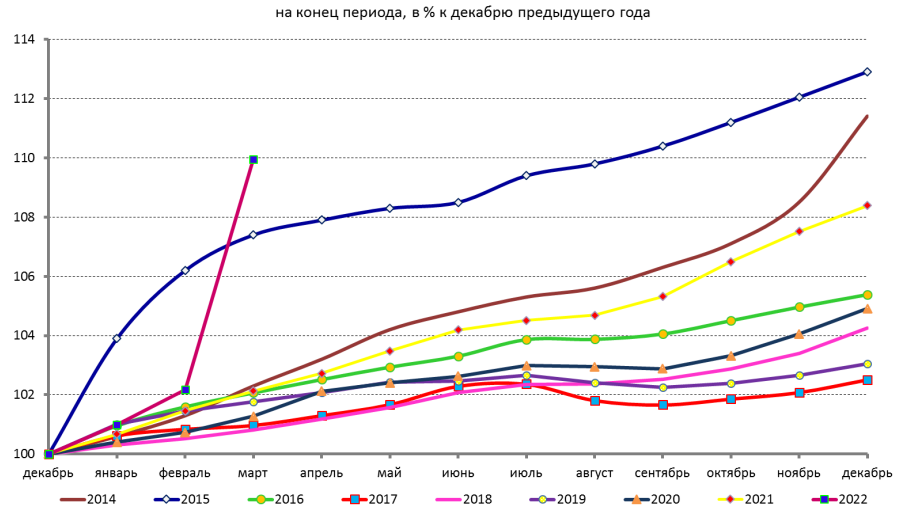 на конец периода, в % к декабрю предыдущего года
114
112
110
108
106
104
102
100
декабрь январь февраль март апрель май июнь июль август сентябрь октябрь ноябрь декабрь
2014 2015 2016 2017 2018 2019 2020 2021 2022